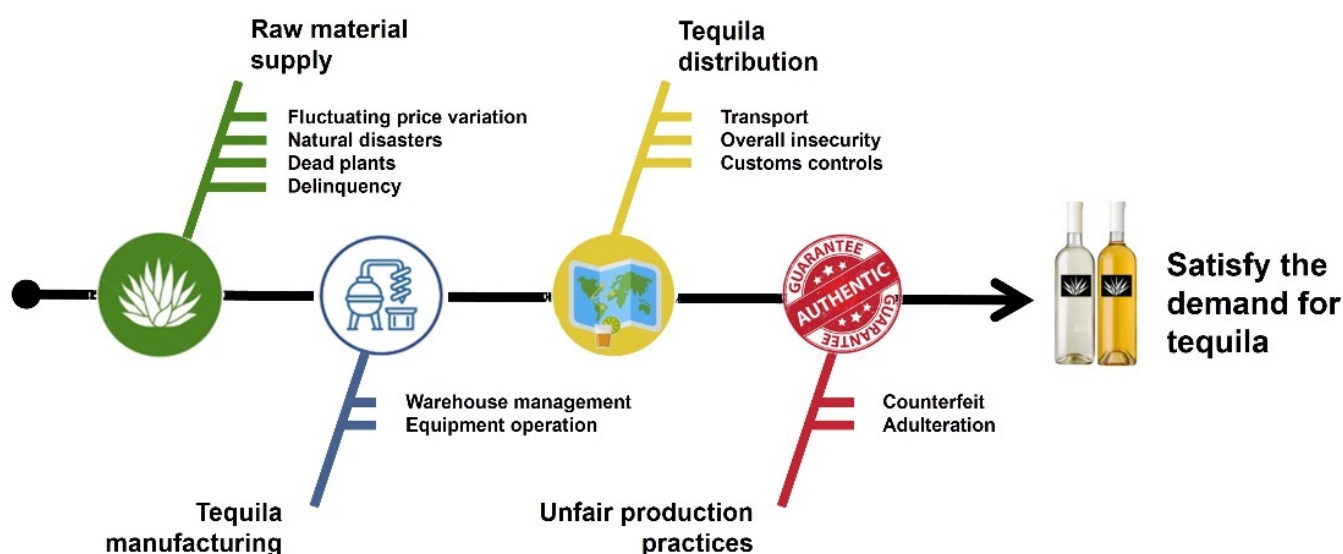 Raw material
supply
Fluctuating price variation
Natural disasters
Dead plants
Delinquency
Tequila
distribution
Transport
Overall insecurity
Customs controls
GUARANTEE
AUTHENTIC
GUARANTEE
Satisfy the
demand for
tequila
Warehouse management
Equipment operation
Tequila
manufacturing
Counterfeit
Adulteration
Unfair production
practices